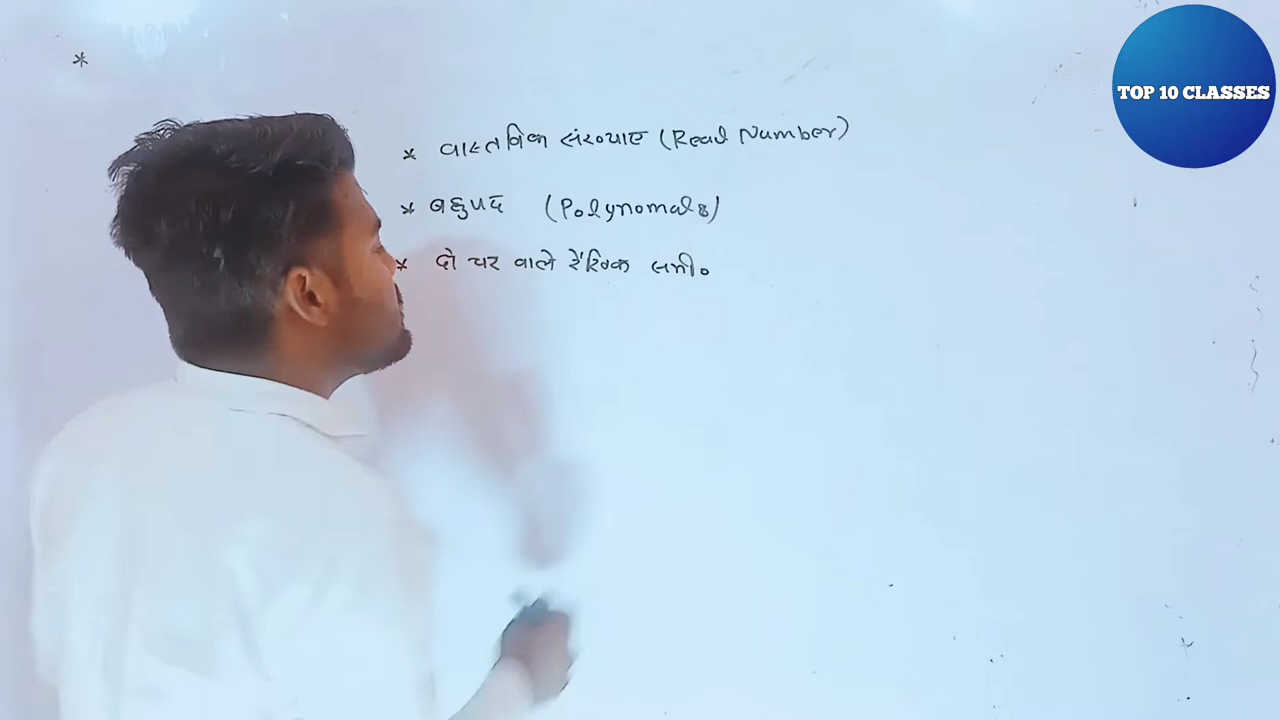 TOP 10 CLASSES
*
* वास्तविक संख्याए (Real Number)
* बहुपद (Polynomals)
* दो चर वाले रैखिक समी०